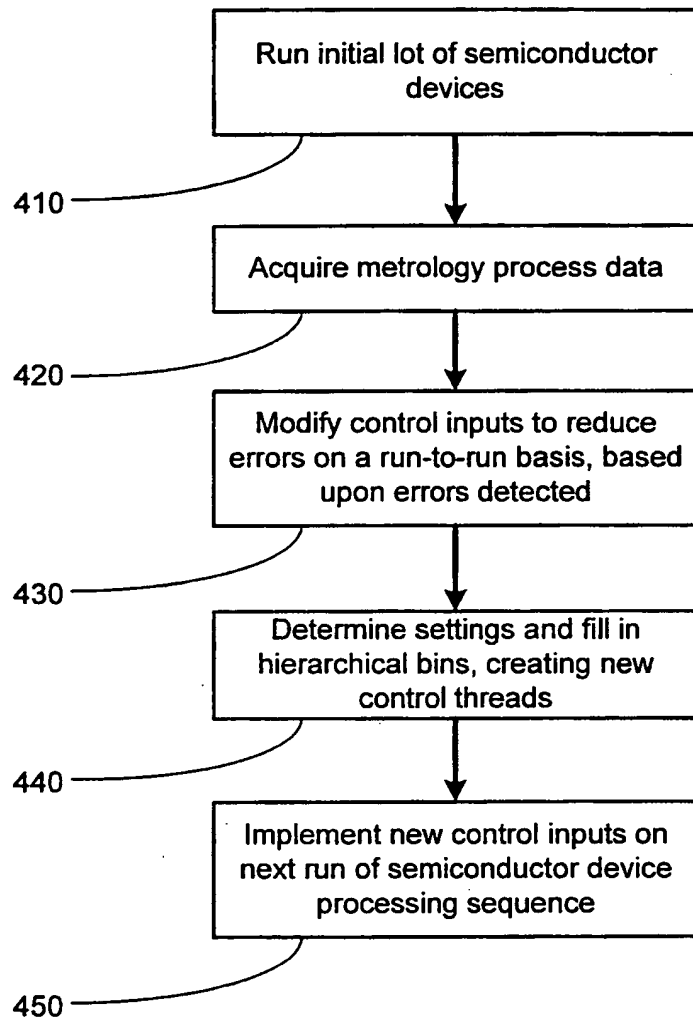 Run initial lot of semiconductor
devices
410
Acquire metrology process data
420
Modify control inputs to reduce
errors on a run-to-run basis, based
upon errors detected
430
Determine settings and fill in
hierarchical bins, creating new
control threads
440
Implement new control inputs on
next run of semiconductor device
processing sequence
450